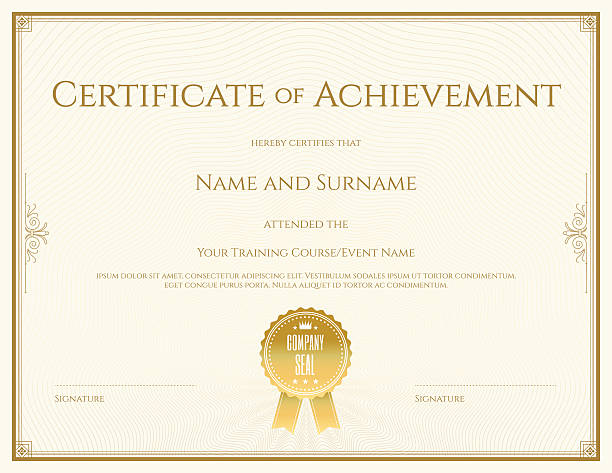 Certificate of Achievement
hereby certifies that
Name and Surname
attended the
Your Training Course/Event Name
ipsum dolor sit amet, consectetur adipiscing elit. Vestibulum sodales ipsum ut tortor condimentum,
eget congue purus pharetra. Nulla aliquet id tortor ac condimentum.
COMPANY
SEAL
Signature
Signature